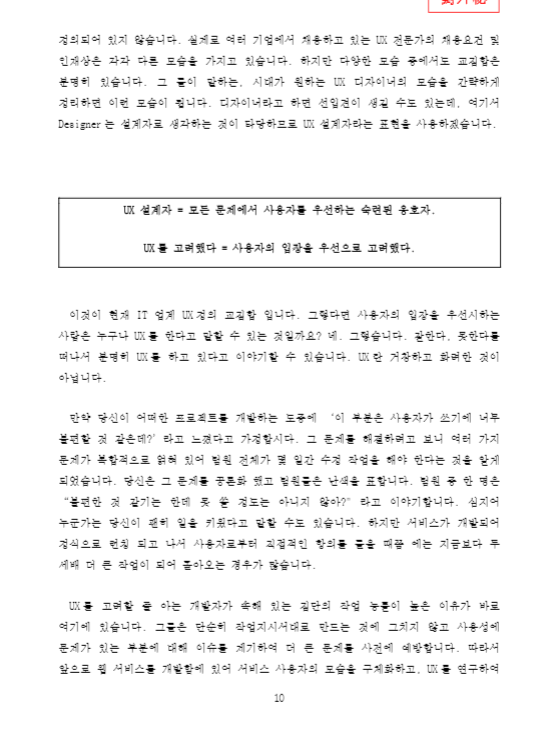 정의되어 있지 않습니다. 실제로 여러 기업에서 채용하고 있는 UX 전문가의 채용요건 및
인재상은 각자 다른 모습을 가지고 있습니다. 하지만 다양한 모습 중에서도 교집합은
분명히 있습니다. 그 들이 말하는, 시대가 원하는 UX 디자이너의 모습을 간략하게
정리하면 이런 모습이 됩니다. 디자이너라고 하면 선입견이 생길 수도 있는데, 여기서
Designer 는 설계자로 생각하는 것이 타당하므로 UX 설계자라는 표현을 사용하겠습니다.
UX 설계자 = 모든 문제에서 사용자를 우선하는 숙련된 옹호자.
UX를 고려했다 = 사용자의 입장을 우선으로 고려했다.
이것이 현재 IT 업계 UX정의 교집합 입니다. 그렇다면 사용자의 입장을 우선시하는
사람은 누구나 UX를 한다고 말할 수 있는 것일까요? 네. 그렇습니다. 잘한다, 못한다를
떠나서 분명히 UX를 하고 있다고 이야기할 수 있습니다. UX란 거창하고 화려한 것이
아닙니다.
만약 당신이 어떠한 프로젝트를 개발하는 도중에 ‘이 부분은 사용자가 쓰기에 너무
불편할 것 같은데?’ 라고 느꼈다고 가정합시다. 그 문제를 해결하려고 보니 여러 가지
문제가 복합적으로 얽혀 있어 팀원 전체가 몇 일간 수정 작업을 해야 한다는 것을 알게
되었습니다. 당신은 그 문제를 공론화 했고 팀원들은 난색을 표합니다. 팀원 중 한 명은
“불편한 것 같기는 한데 못 쓸 정도는 아니지 않아?” 라고 이야기합니다. 심지어
누군가는 당신이 괜히 일을 키웠다고 말할 수도 있습니다. 하지만 서비스가 개발되어
정식으로 런칭 되고 나서 사용자로부터 직접적인 항의를 들을 때쯤 에는 지금보다 두
세배 더 큰 작업이 되어 돌아오는 경우가 많습니다.
UX를 고려할 줄 아는 개발자가 속해 있는 집단의 작업 능률이 높은 이유가 바로
여기에 있습니다. 그들은 단순히 작업지시서대로 만드는 것에 그치지 않고 사용성에
문제가 있는 부분에 대해 이슈를 제기하여 더 큰 문제를 사전에 예방합니다. 따라서
앞으로 웹 서비스를 개발함에 있어 서비스 사용자의 모습을 구체화하고, UX를 연구하여
10